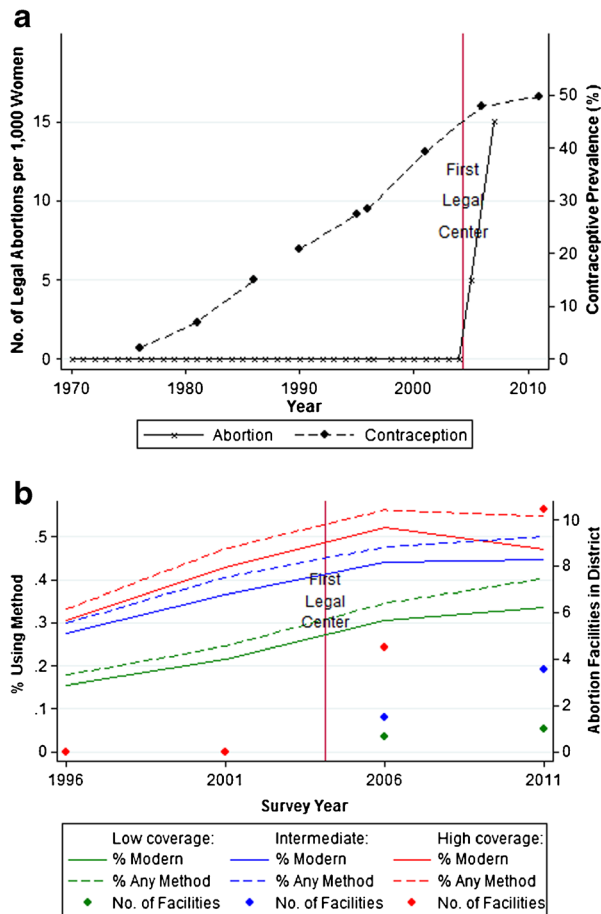 a
No. of Legal Abortions per 1,000 Women
15
10
5
0
50
40
30
20
10
0
Contraceptive Prevalence (%)
First
Legal
Center
1970 1980 1990 2000 2010
Year
Abortion Contraception
b
% Using Method
.5
.4
.3
.2
.1
0
10
8
6
4
2
0
Abartion Facilities in District
First
Legal
Center
1996 2001 2006 2011
Survey Year
Low coverage: Intermediate: High coverage:
% Modern % Modern % Modern
% Any Method % Any Method % Any Method
No. of Facilities No. of Facilities No. of Facilities